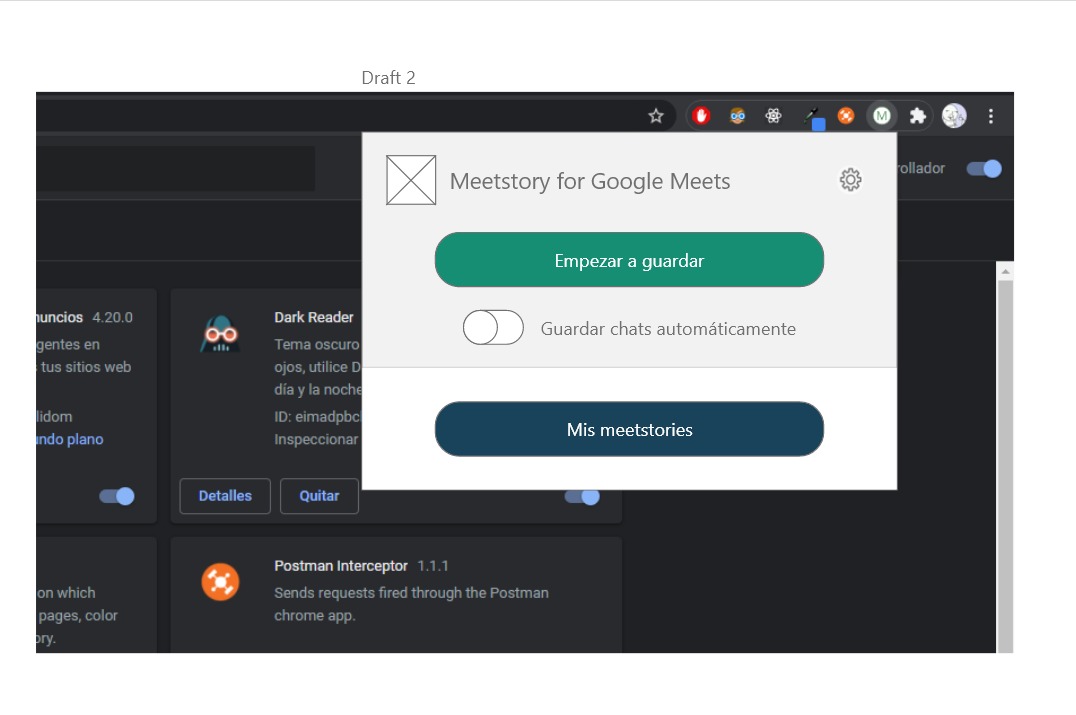 Draft 2
M
rollador
Meetstory for Google Meets
Empezar a guardar
Guardar chats automáticamente
Mis meetstories
nuncios 4.20.0
gentes en
tus sitios web
lidom
undo plano
Dark Reader
Tema oscuro
ojos, utilice D
día y la noche
ID: eimadpbcl
Inspeccionar
Detalles
Quitar
on which
pages, color
ory.
Postman Interceptor 1.1.1
Sends requests fired through the Postman
chrome app.